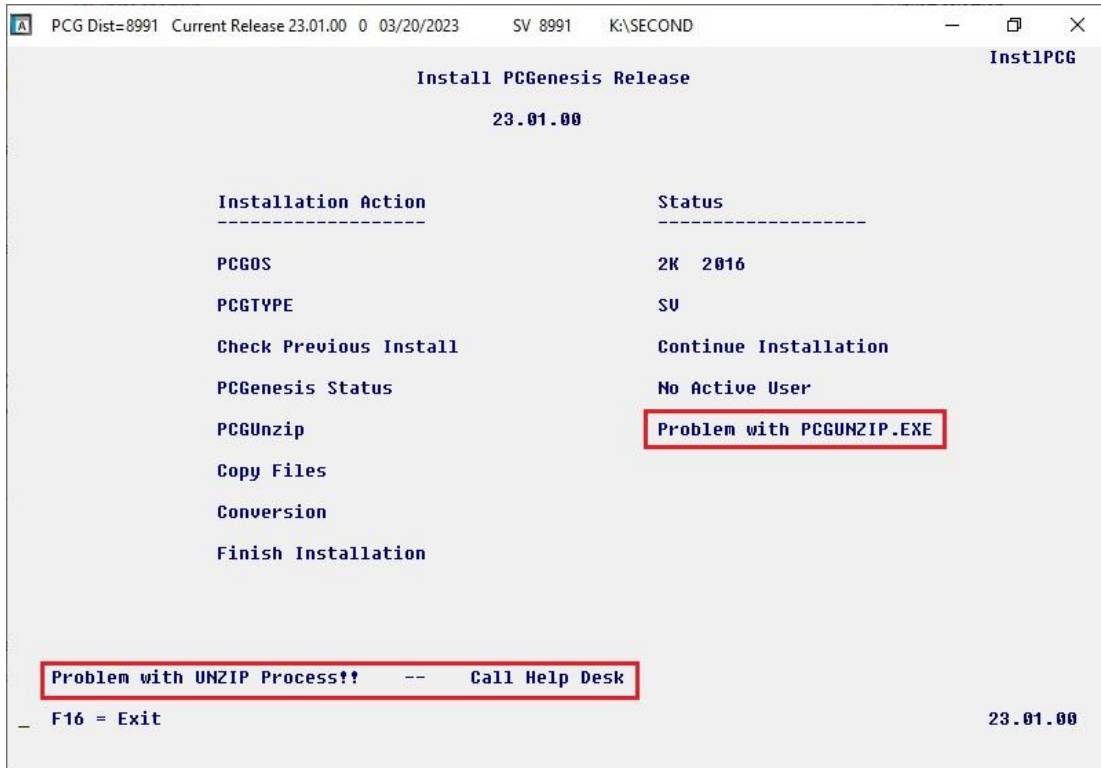 A PCG Dist=8991 Current Release 23.01.00 0 03/20/2023 SV 8991 K:\SECOND
InstlPCG
Install PCGenesis Release
23.01.00
Installation Action Status
------------------- -------------------
PCGOS 2K 2016
PCGTYPE SV
Check Previous Install Continue Installation
PCGenesis Status No Active User
PCGUnzip Problem with PCGUNZIP.EXE
Copy Files
Conversion
Finish Installation
Problem with UNZIP Process!! -- Call Help Desk
_ F16 = Exit 23.01.00